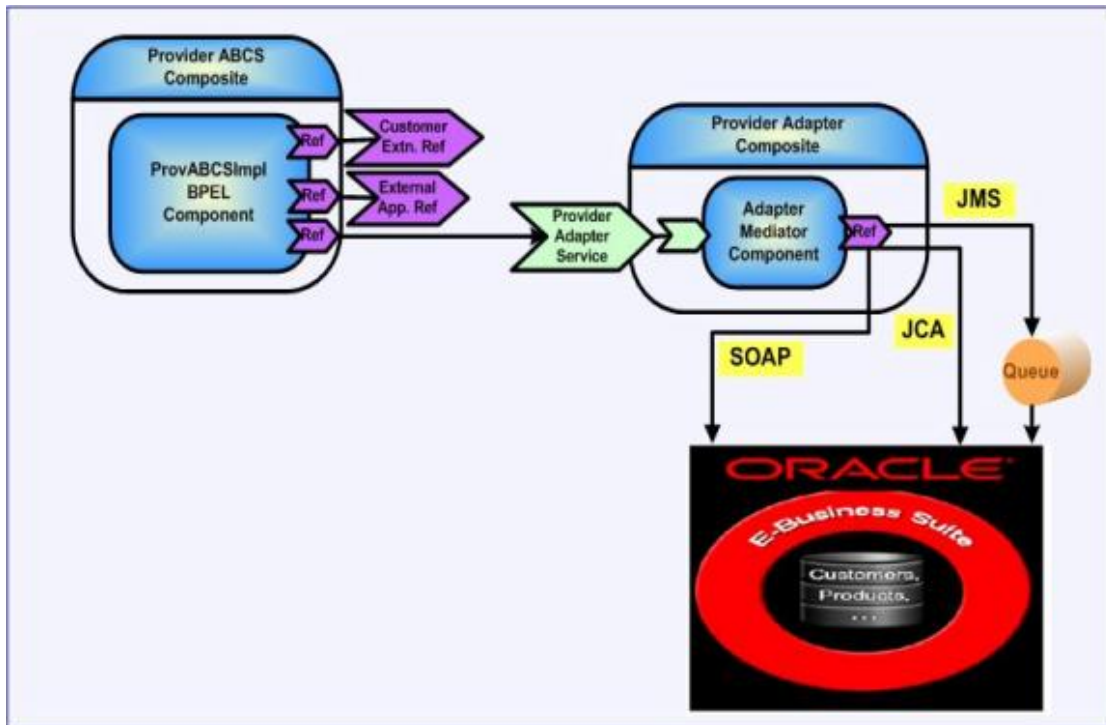 Provider ABCS
Composite
ProvABCSImpl
BPEL
Component
Ref
Customer
Extn. Ref
Ref
External
App. Ref
Ref
Provider
Adapter
Service
Provider Adapter
Composite
Adapter
Mediator
Component
Ref
JMS
JCA
SOAP
Queue
ORACLE
E-Business Suite
Customers,
Products,
...